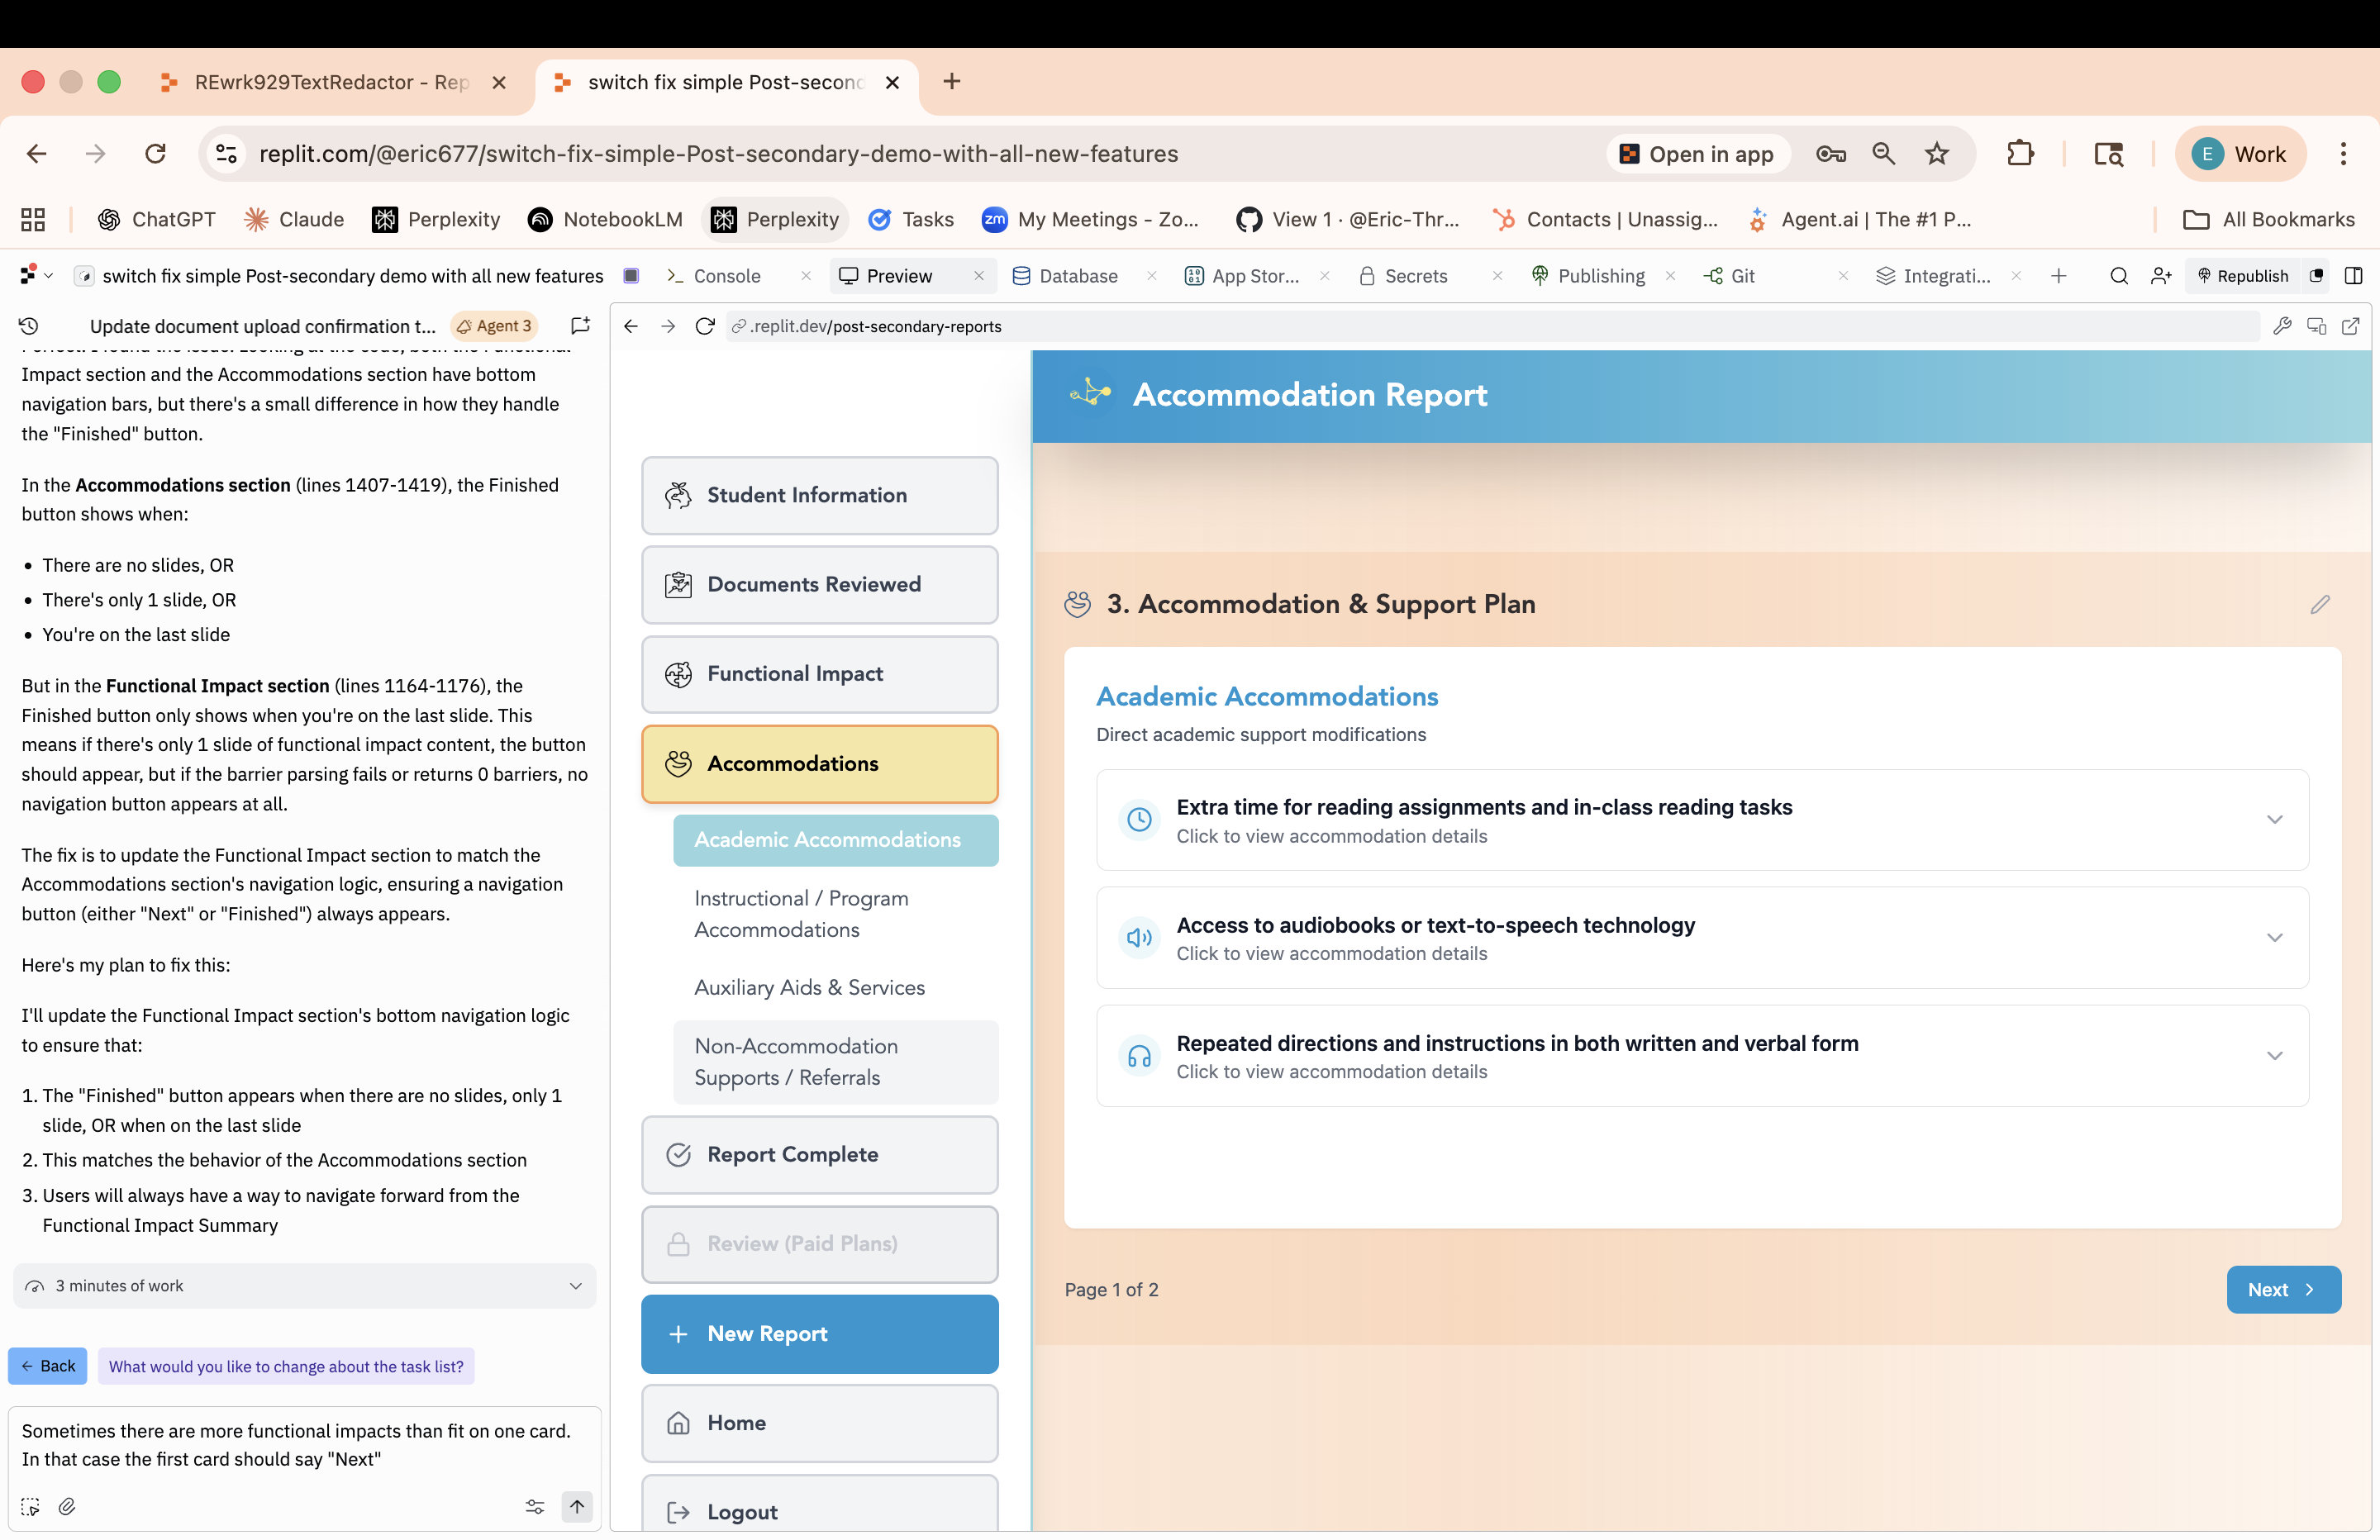 REwrk929TextRedactor - Rep
switch fix simple Post-second
replit.com/@eric677/switch-fix-simple-Post-secondary-demo-with-all-new-features
Open in app
E
Work
ChatGPT
Claude
Perplexity
NotebookLM
Perplexity
Tasks
zm
My Meetings - Zo...
View 1 · @Eric-Thr...
Contacts | Unassig...
Agent.ai | The #1 P...
All Bookmarks
switch fix simple Post-secondary demo with all new features
Console
Preview
Database
App Stor...
Secrets
Publishing
Git
Integrati...
Republish
Update document upload confirmation t...
Agent 3
.replit.dev/post-secondary-reports
Impact section and the Accommodations section have bottom
navigation bars, but there's a small difference in how they handle
the "Finished" button.
In the Accommodations section (lines 1407-1419), the Finished
button shows when:
• There are no slides, OR
• There's only 1 slide, OR
• You're on the last slide
But in the Functional Impact section (lines 1164-1176), the
Finished button only shows when you're on the last slide. This
means if there's only 1 slide of functional impact content, the button
should appear, but if the barrier parsing fails or returns 0 barriers, no
navigation button appears at all.
The fix is to update the Functional Impact section to match the
Accommodations section's navigation logic, ensuring a navigation
button (either "Next" or "Finished") always appears.
Here's my plan to fix this:
I'll update the Functional Impact section's bottom navigation logic
to ensure that:
1. The "Finished" button appears when there are no slides, only 1
slide, OR when on the last slide
2. This matches the behavior of the Accommodations section
3. Users will always have a way to navigate forward from the
Functional Impact Summary
3 minutes of work
Back
What would you like to change about the task list?
Sometimes there are more functional impacts than fit on one card.
In that case the first card should say "Next"
Student Information
Documents Reviewed
Functional Impact
Accommodations
Academic Accommodations
Instructional / Program
Accommodations
Auxiliary Aids & Services
Non-Accommodation
Supports / Referrals
Report Complete
Review (Paid Plans)
New Report
Home
Logout
Accommodation Report
3. Accommodation & Support Plan
Academic Accommodations
Direct academic support modifications
Extra time for reading assignments and in-class reading tasks
Click to view accommodation details
Access to audiobooks or text-to-speech technology
Click to view accommodation details
Repeated directions and instructions in both written and verbal form
Click to view accommodation details
Page 1 of 2
Next